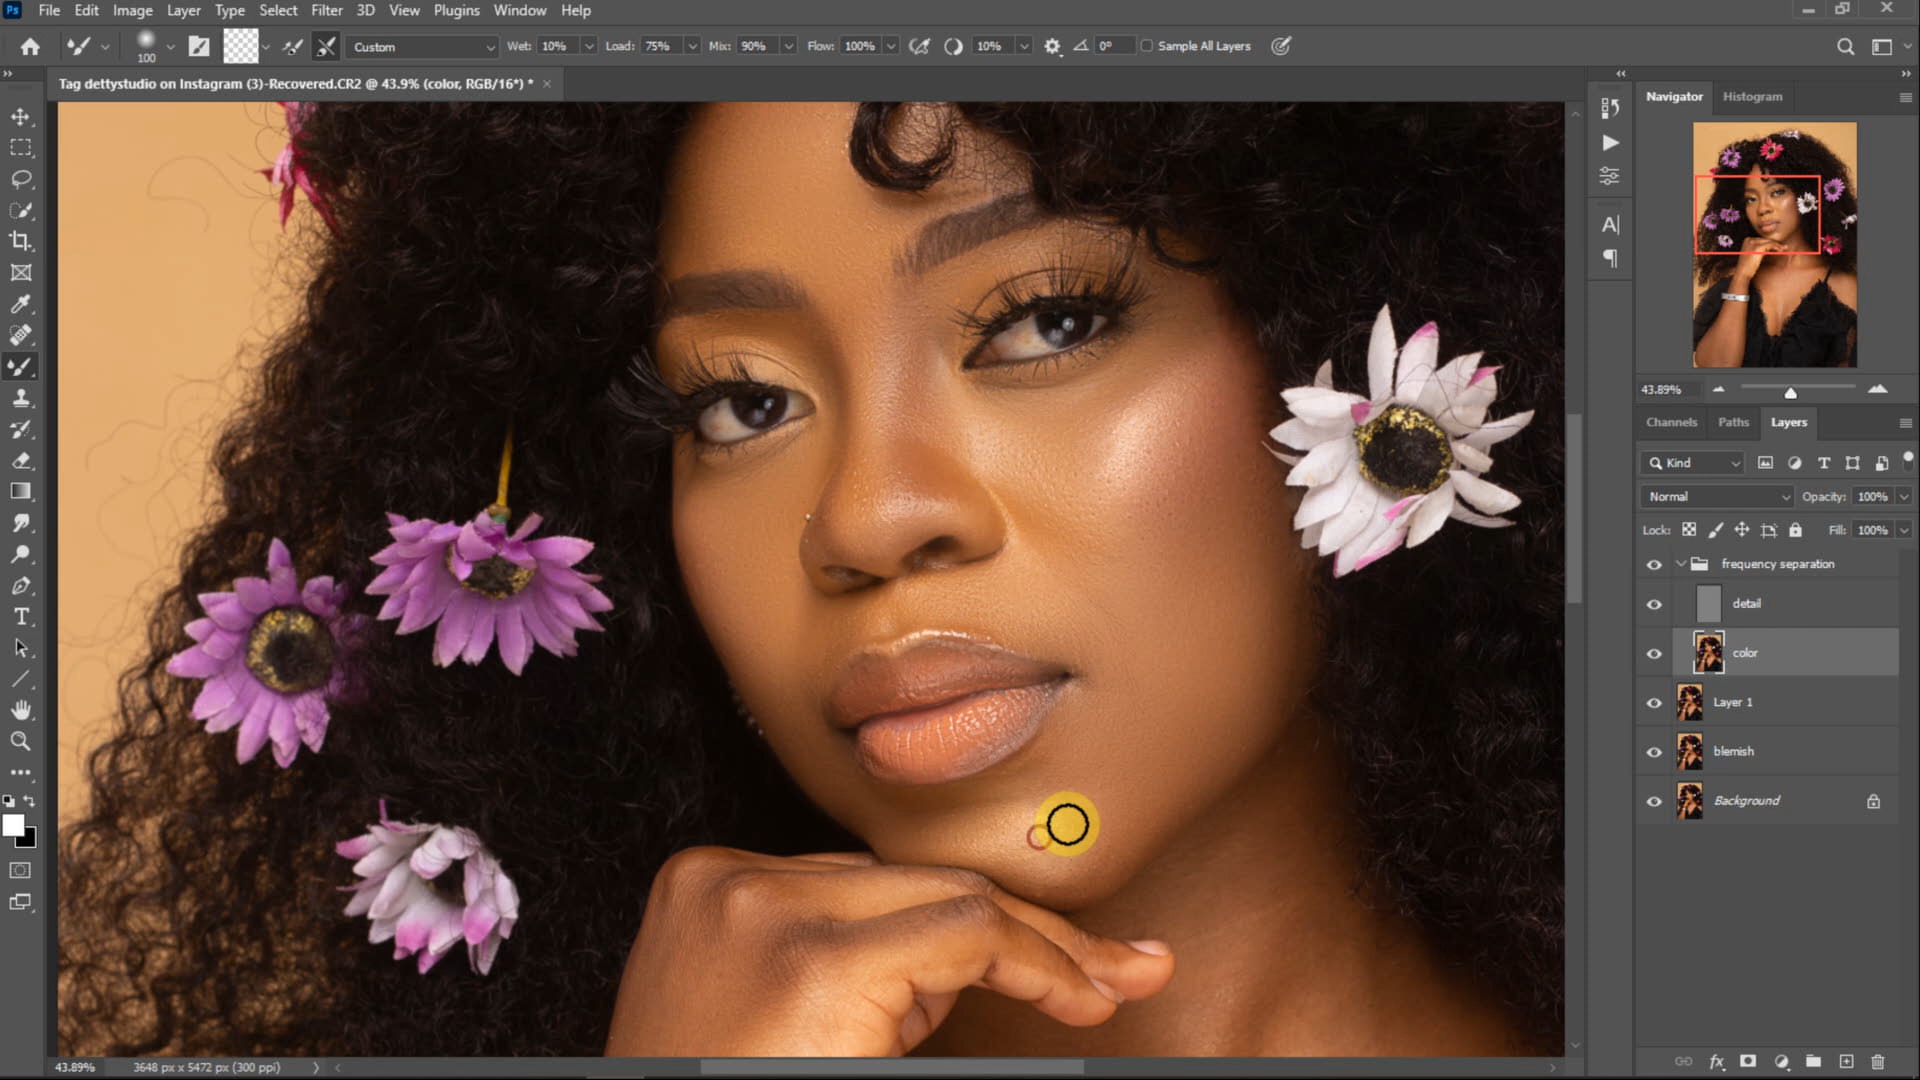 Ps File Edit Image Layer Type Select Filter 3D View Plugins Window Help
100 Custom Wet: 10% Load: 75% Mix: 90% Flow: 100% 10% 0° Sample All Layers
Tag dettystudio on Instagram (3)-Recovered.CR2 @ 43.9% (color, RGB/16*) * ×
Navigator Histogram
43.89%
Channels Paths Layers
Kind
Normal Opacity: 100%
Lock: Fill: 100%
frequency separation
detail
color
Layer 1
blemish
Background
43.89% 3648 px x 5472 px (300 ppi)
fx